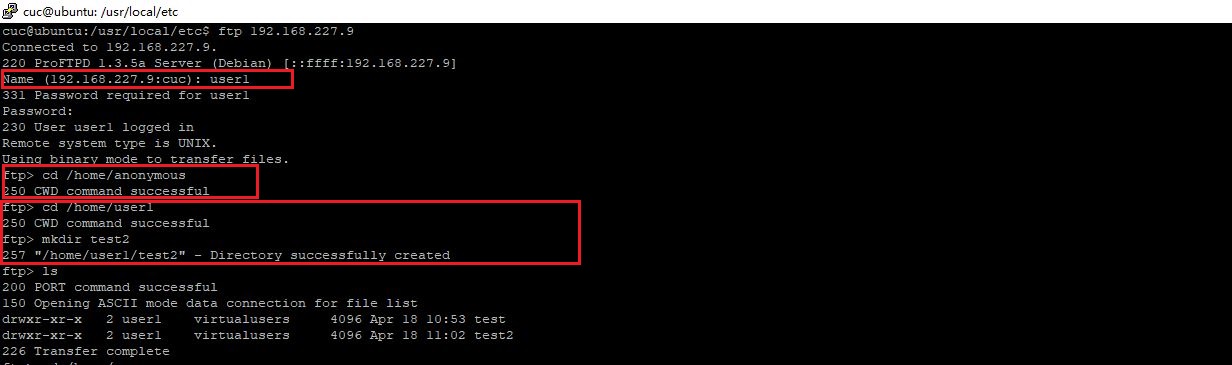 cuc@ubuntu: /usr/local/etc
cuc@ubuntu:/usr/local/etc$ ftp 192.168.227.9
Connected to 192.168.227.9.
220 ProFTPD 1.3.5a Server (Debian) [::ffff:192.168.227.9]
Name (192.168.227.9:cuc): user1
331 Password required for user1
Password:
230 User user1 logged in
Remote system type is UNIX.
Using binary mode to transfer files.
ftp> cd /home/anonymous
250 CWD command successful
ftp> cd /home/user1
250 CWD command successful
ftp> mkdir test2
257 "/home/user1/test2" - Directory successfully created
ftp> ls
200 PORT command successful
150 Opening ASCII mode data connection for file list
drwxr-xr-x   2 user1    virtualusers     4096 Apr 18 10:53 test
drwxr-xr-x   2 user1    virtualusers     4096 Apr 18 11:02 test2
226 Transfer complete